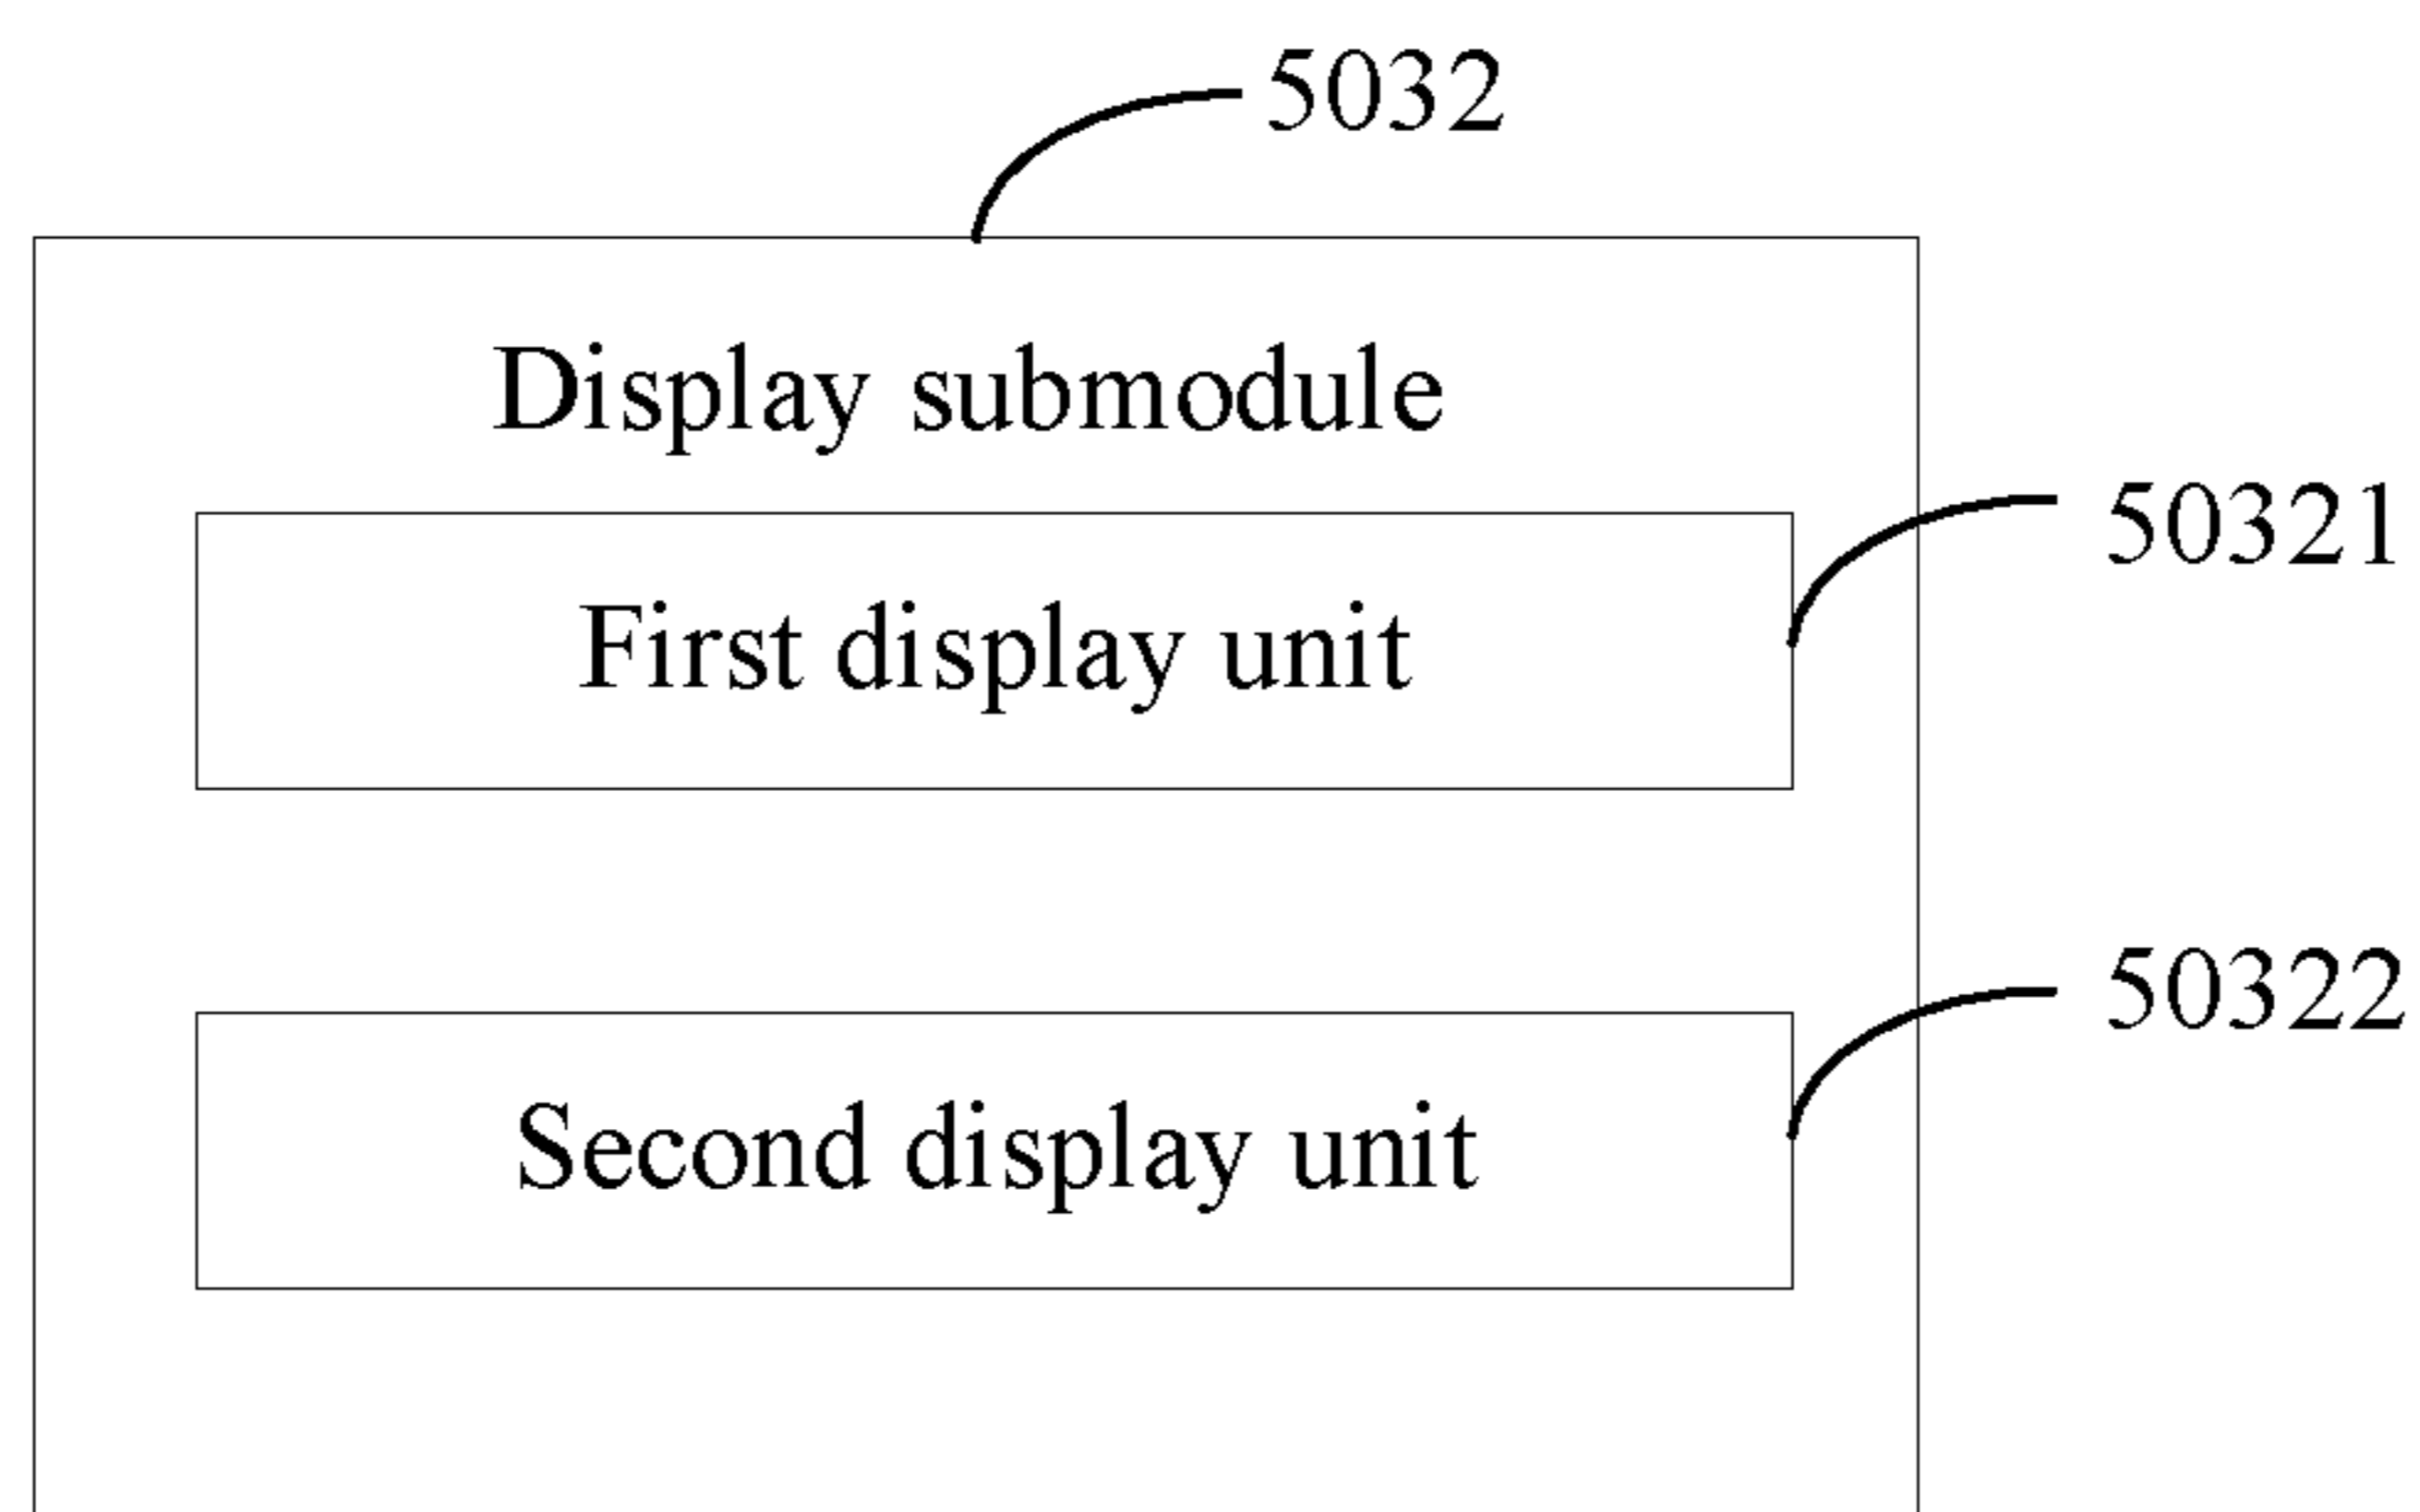 5032
Display submodule
50321
First display unit
50322
Second display unit